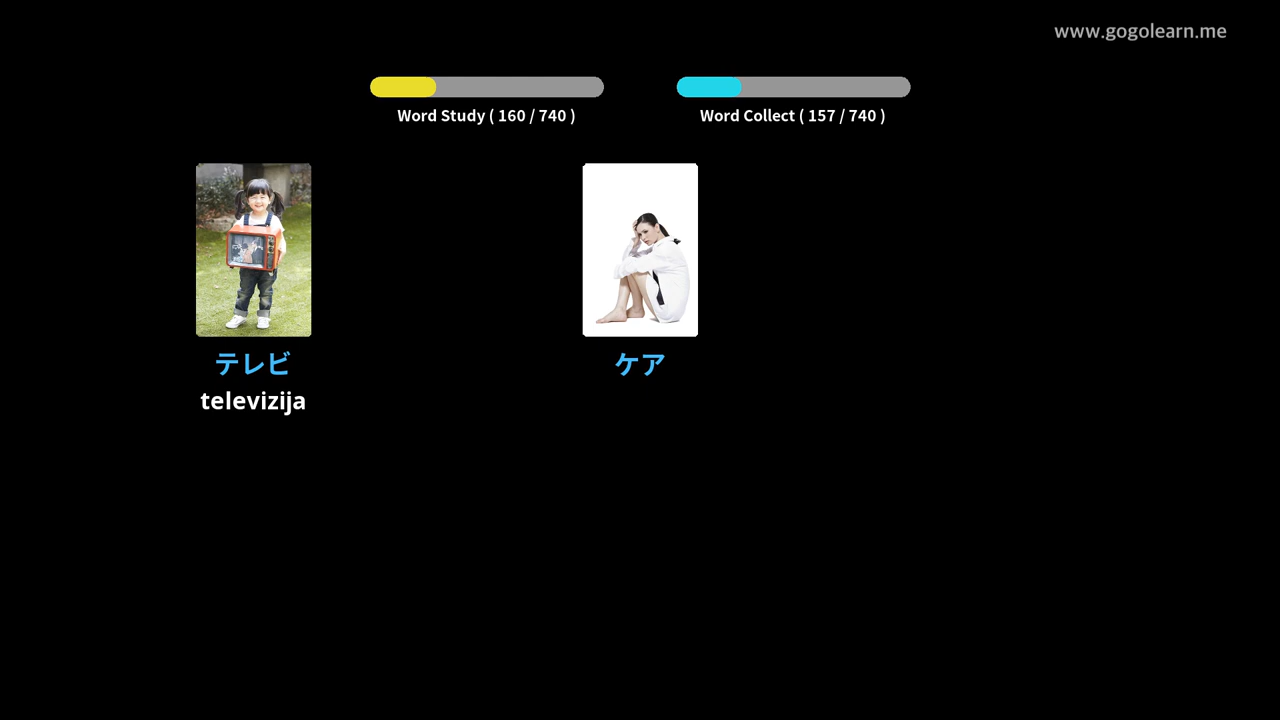 www.gogolearn.me
Word Study ( 160 / 740 )
Word Collect ( 157 / 740 )
テレビ
televizija
ケア